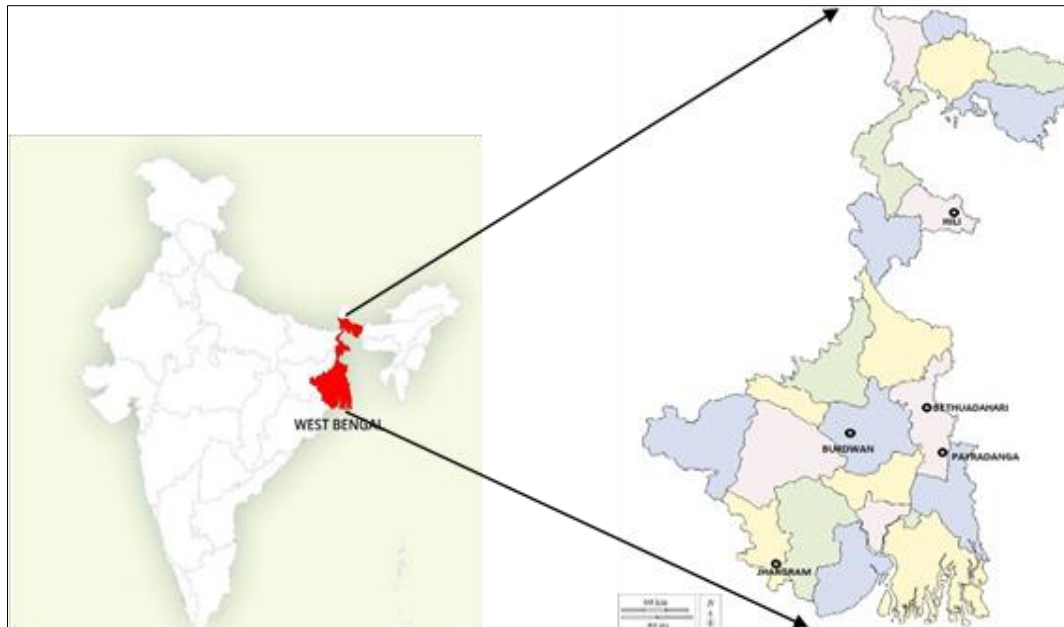 WEST BENGAL
HILI
BETHUADAHARI
BURDWAN
PAYRADANGA
JHARGRAM
N